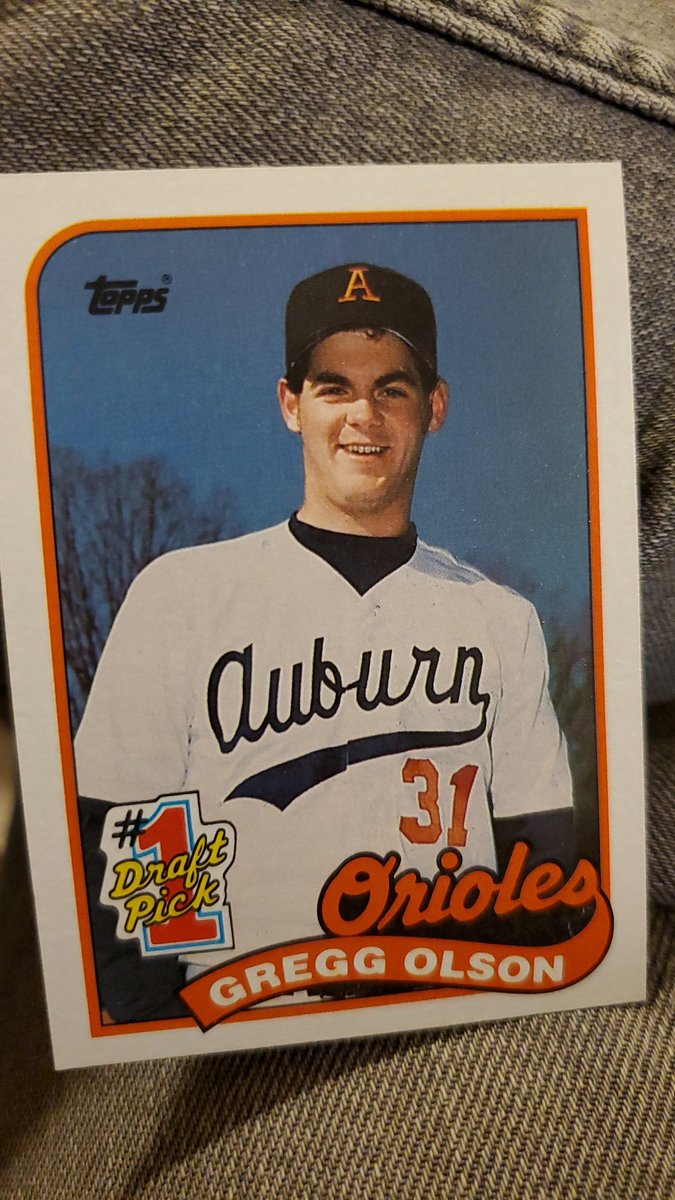 Topps®
A
Auburn
31
#1
Draft
Pick
Orioles
GREGG OLSON